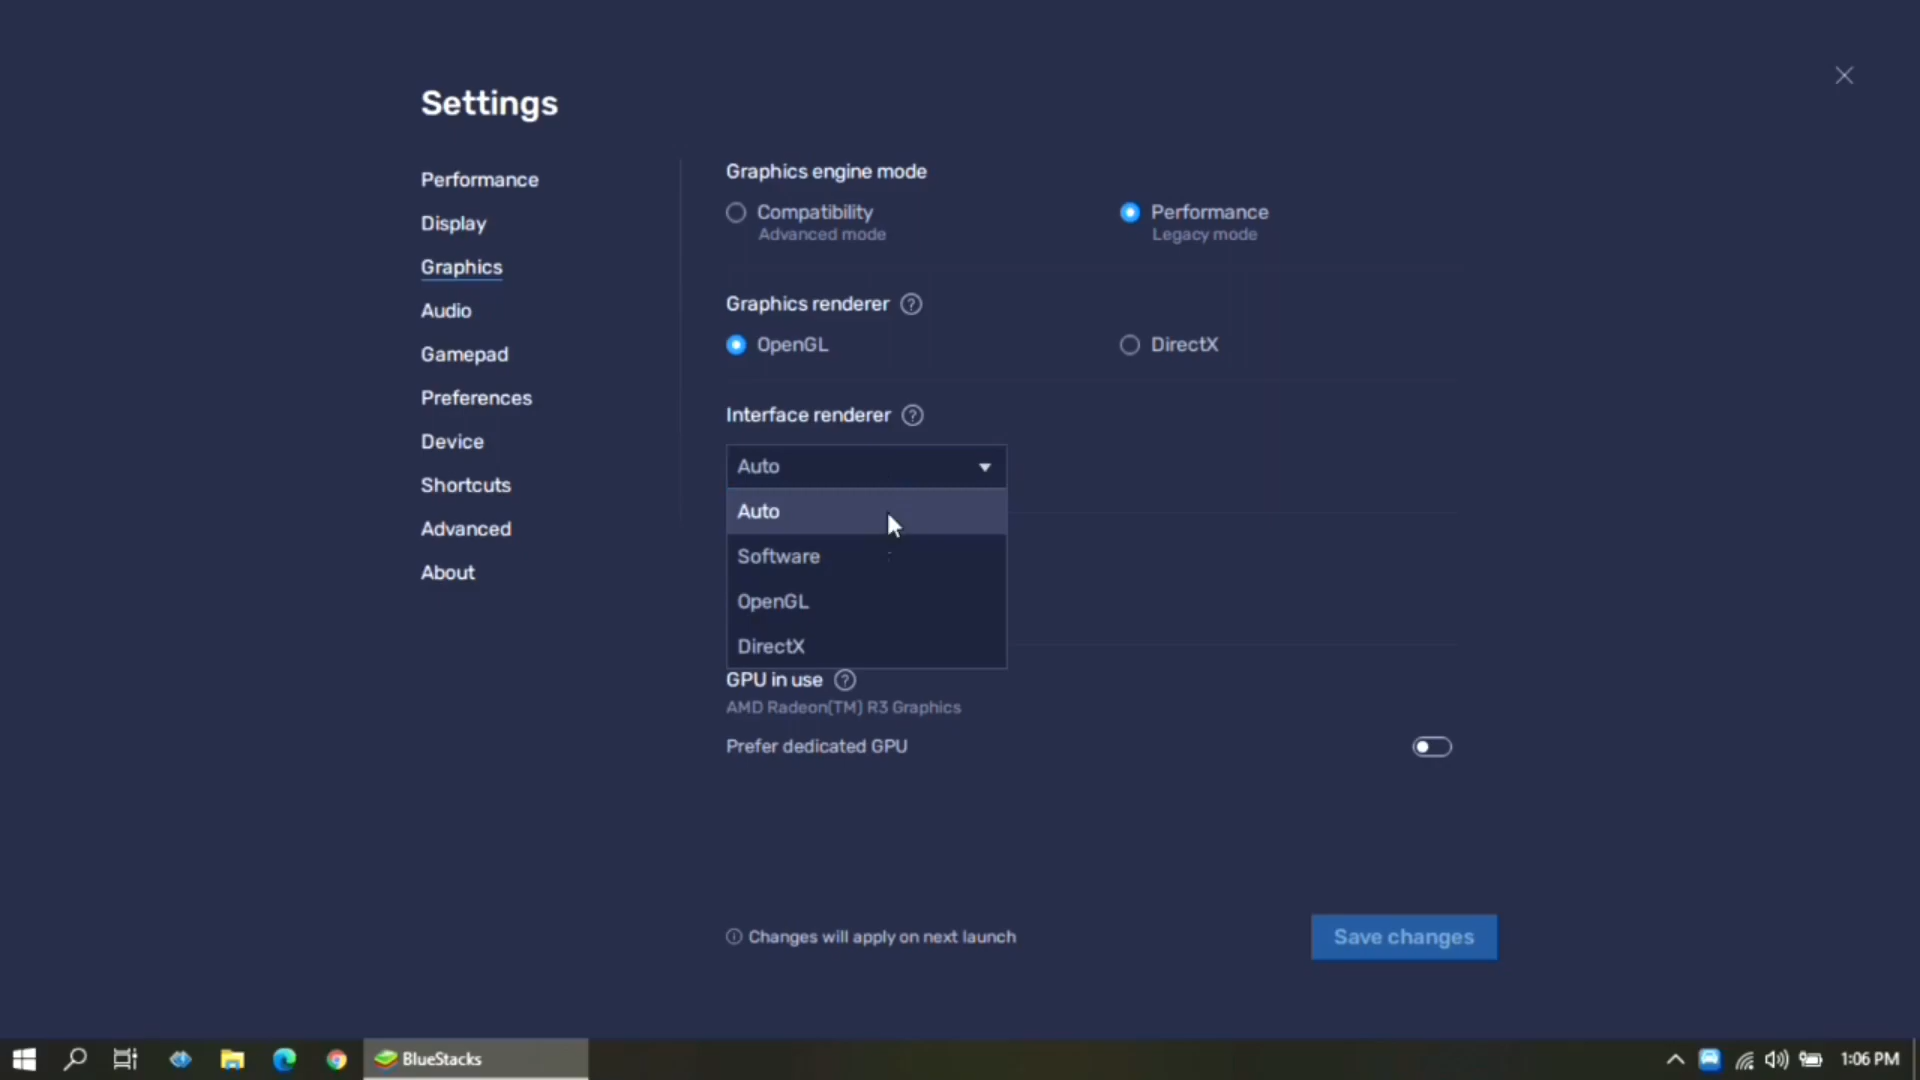 Settings
Performance
Display
Graphics
Audio
Gamepad
Preferences
Device
Shortcuts
Advanced
About
Graphics engine mode
Compatibility
Advanced mode
Performance
Legacy mode
Graphics renderer ?
OpenGL
DirectX
Interface renderer ?
Auto
Auto
Software
OpenGL
DirectX
GPU in use ?
AMD Radeon(TM) R3 Graphics
Prefer dedicated GPU
Changes will apply on next launch
Save changes
BlueStacks
1:06 PM